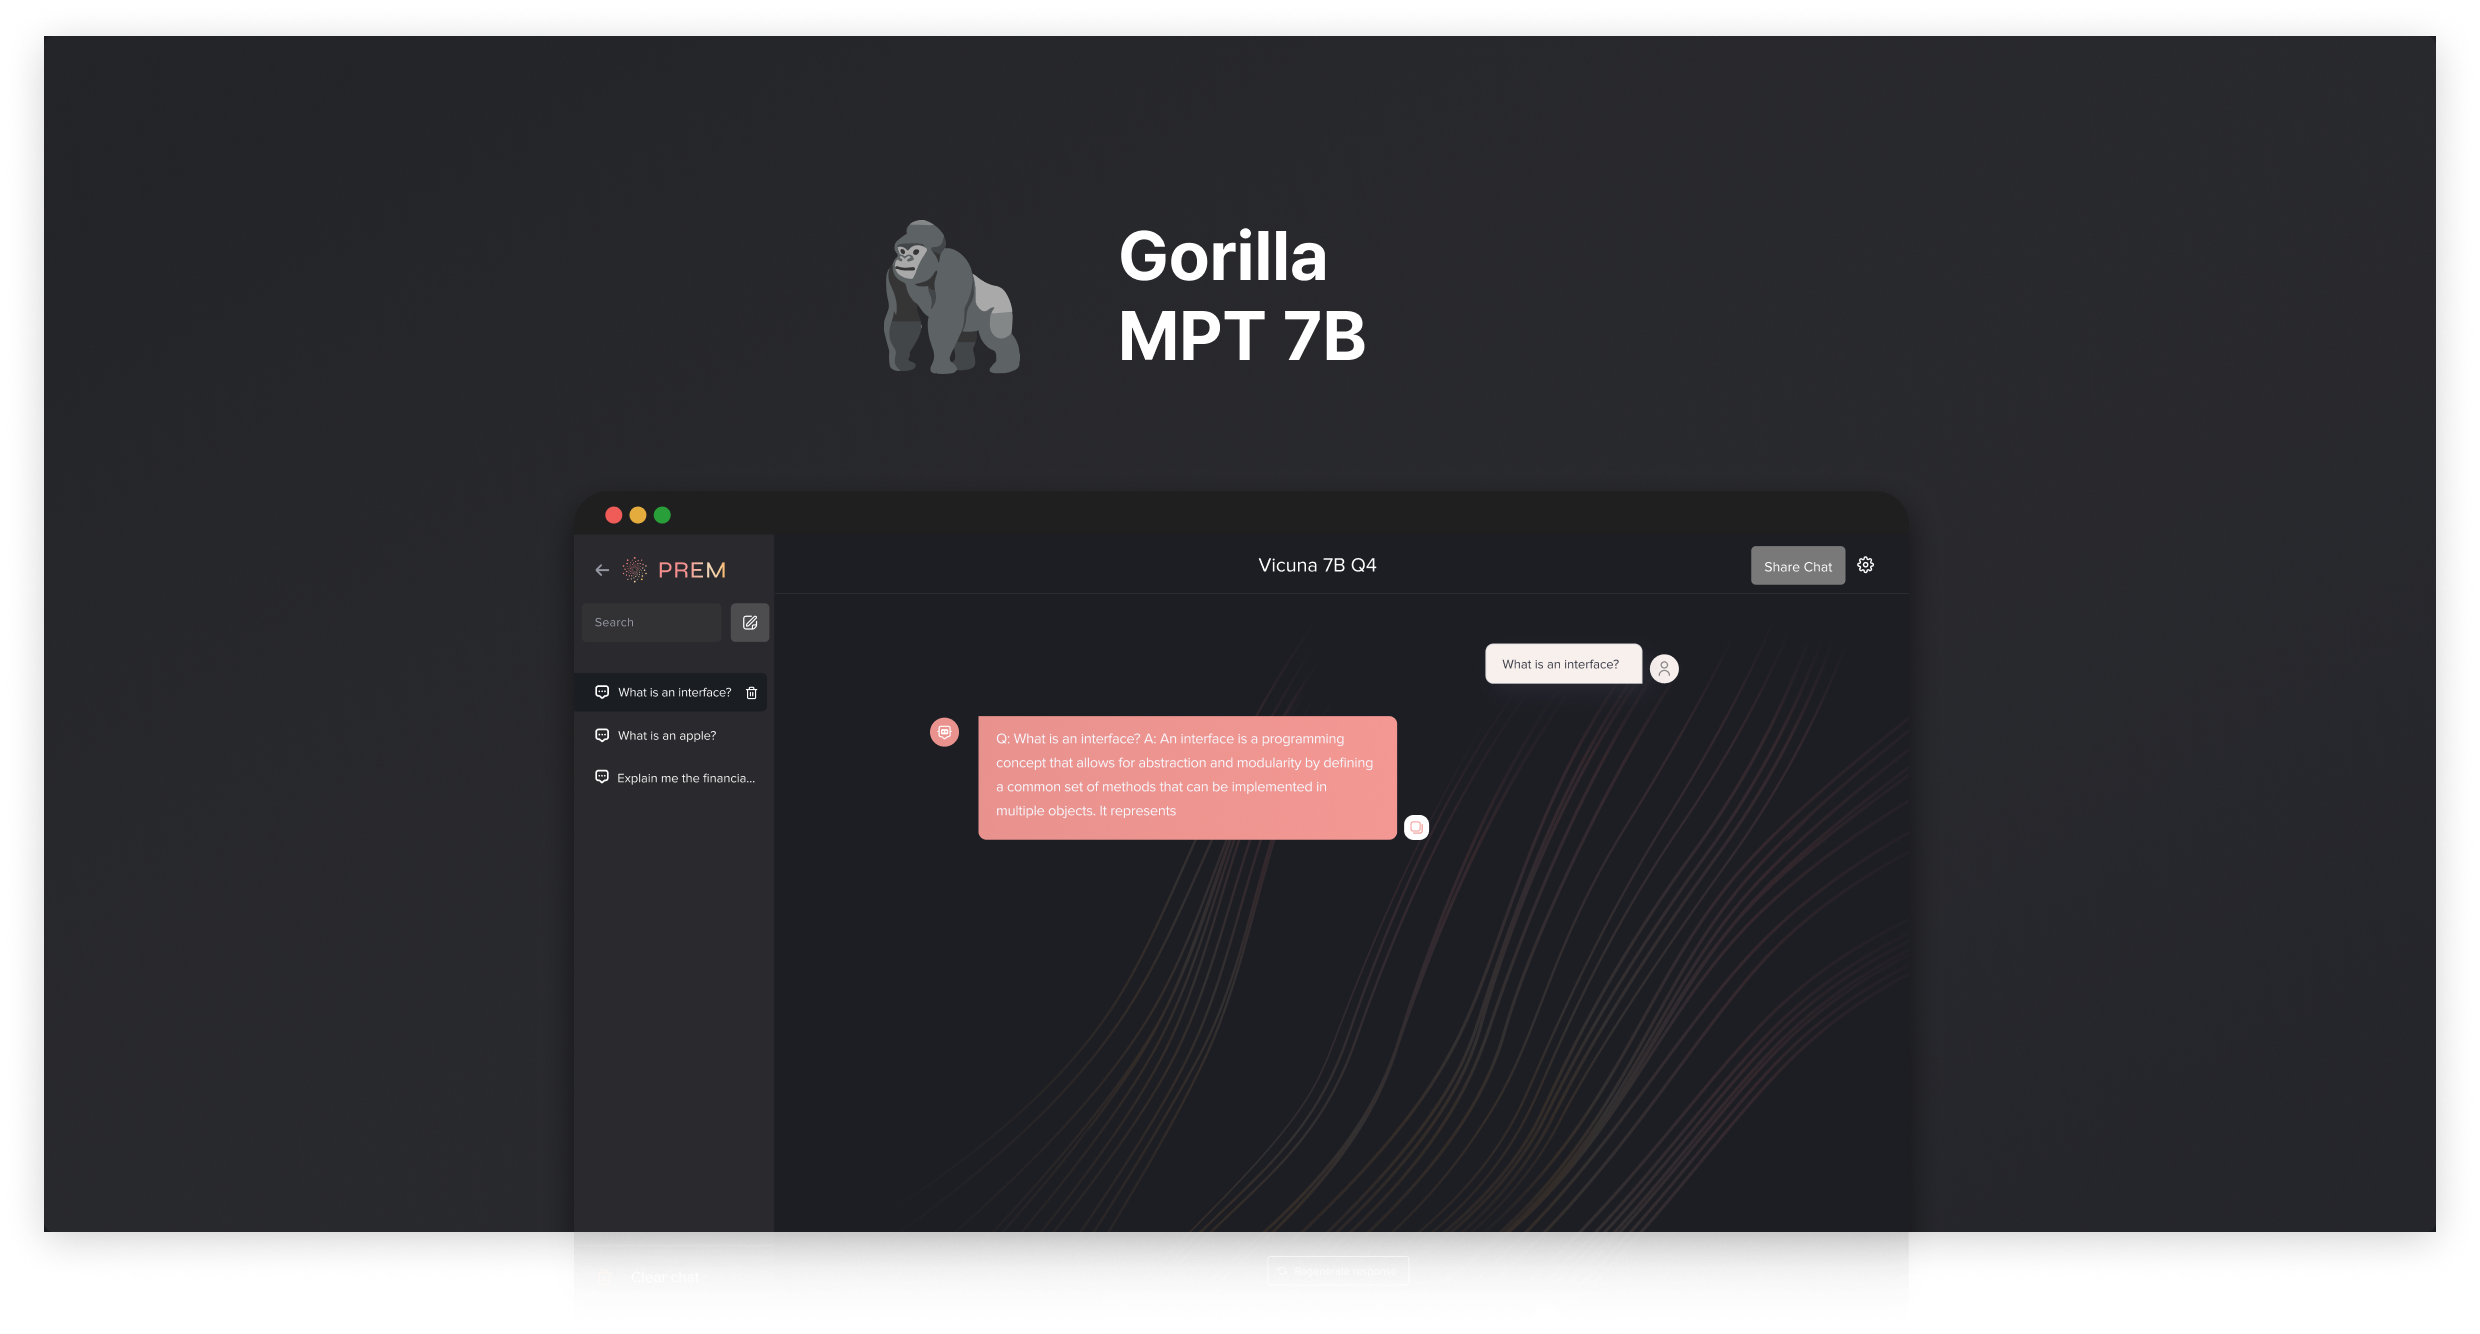 Gorilla
MPT 7B
PREM
Vicuna 7B Q4
Share Chat
Search
What is an interface?
What is an apple?
Explain me the financia...
What is an interface?
Q: What is an interface? A: An interface is a programming
concept that allows for abstraction and modularity by defining
a common set of methods that can be implemented in
multiple objects. It represents
Clear chat